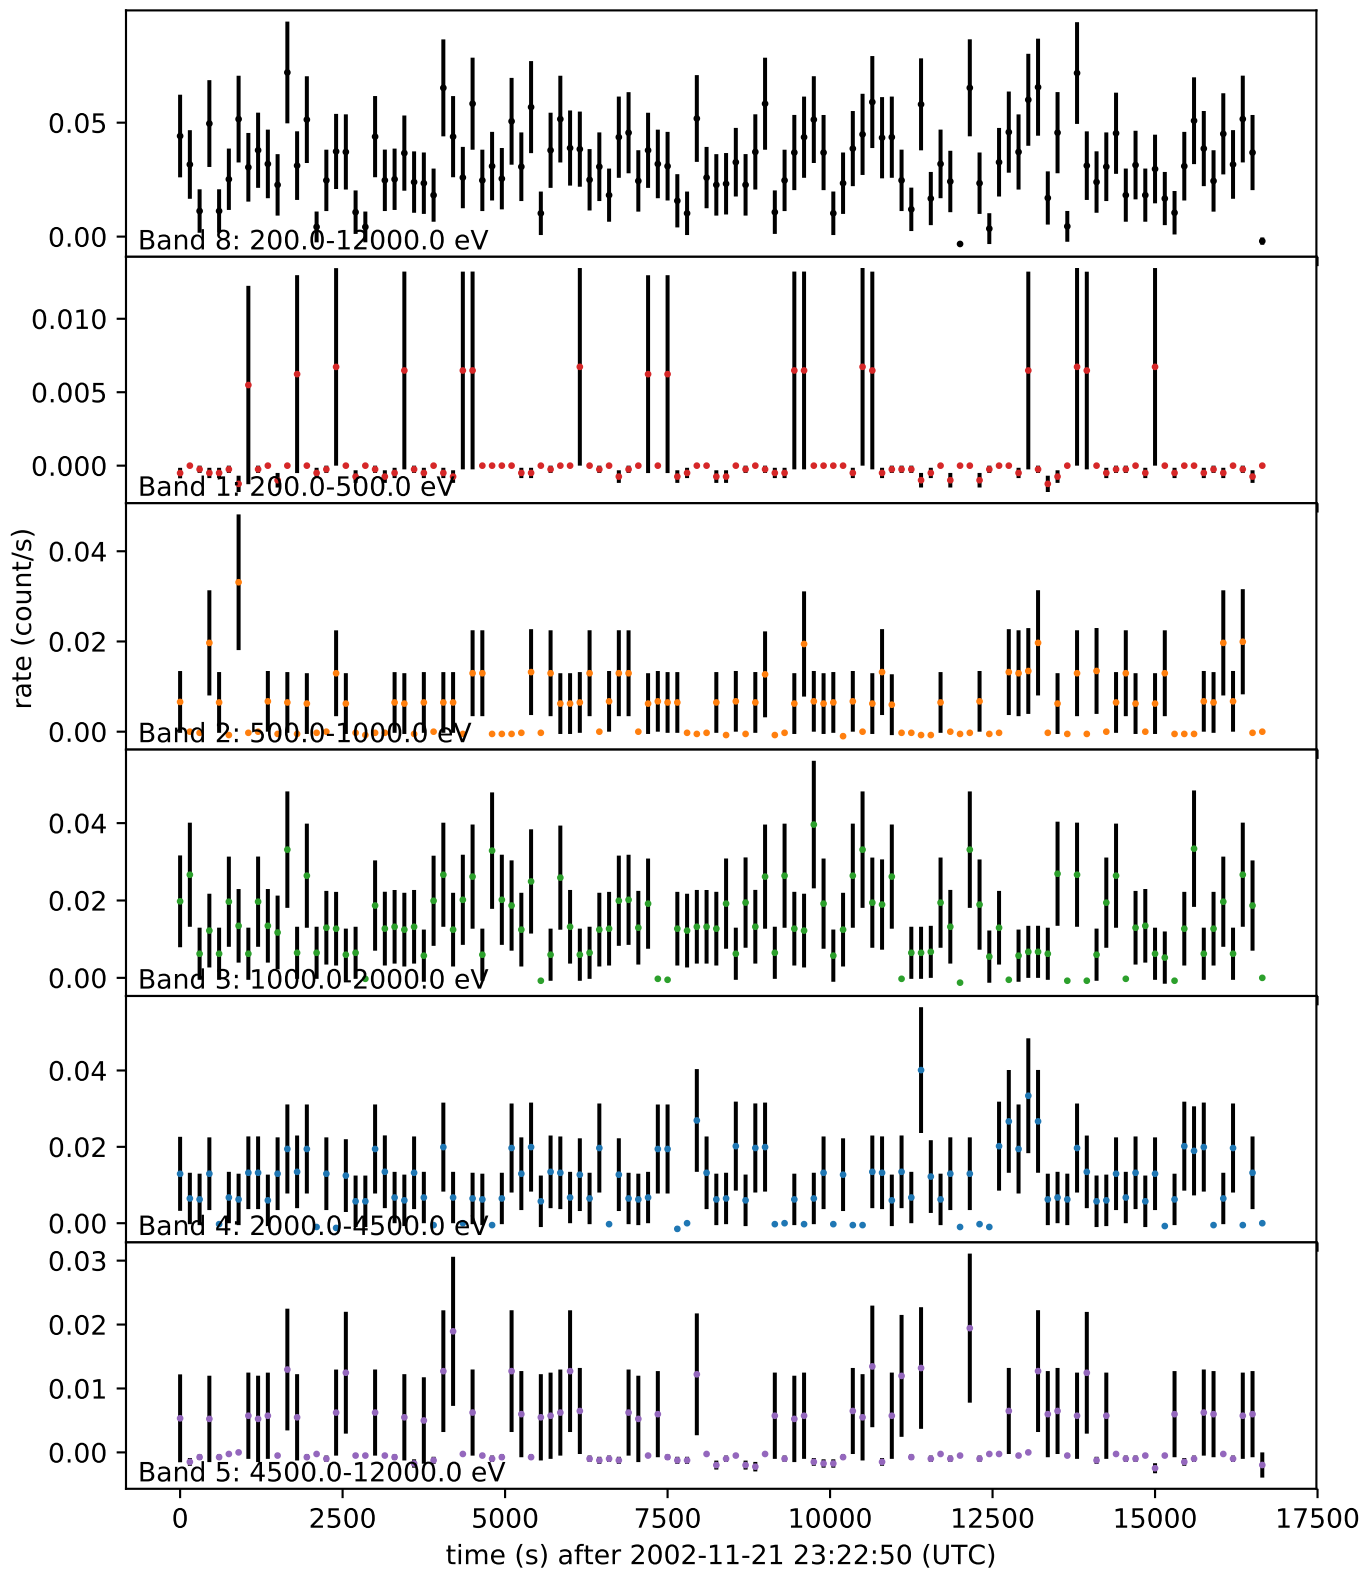 0.05
0.00
Band 8: 200.0-12000.0 eV
0.010
0.005
0.000
Band 1: 200.0-500.0 eV
0.04
0.02
0.00
Band 2: 500.0-1000.0 eV
rate (count/s)
0.04
0.02
0.00
Band 3: 1000.0-2000.0 eV
0.04
0.02
0.00
Band 4: 2000.0-4500.0 eV
0.03
0.02
0.01
0.00
Band 5: 4500.0-12000.0 eV
0 2500 5000 7500 10000 12500 15000 17500
time (s) after 2002-11-21 23:22:50 (UTC)